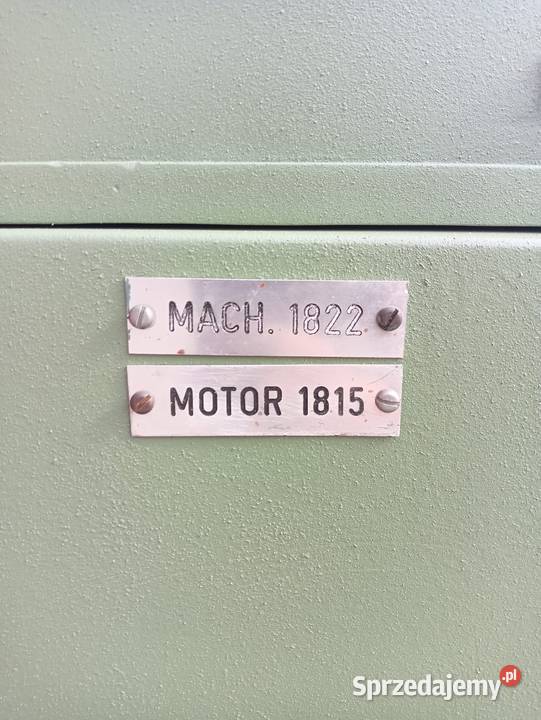 MACH. 1822
MOTOR 1815
Sprzedajemy.pl